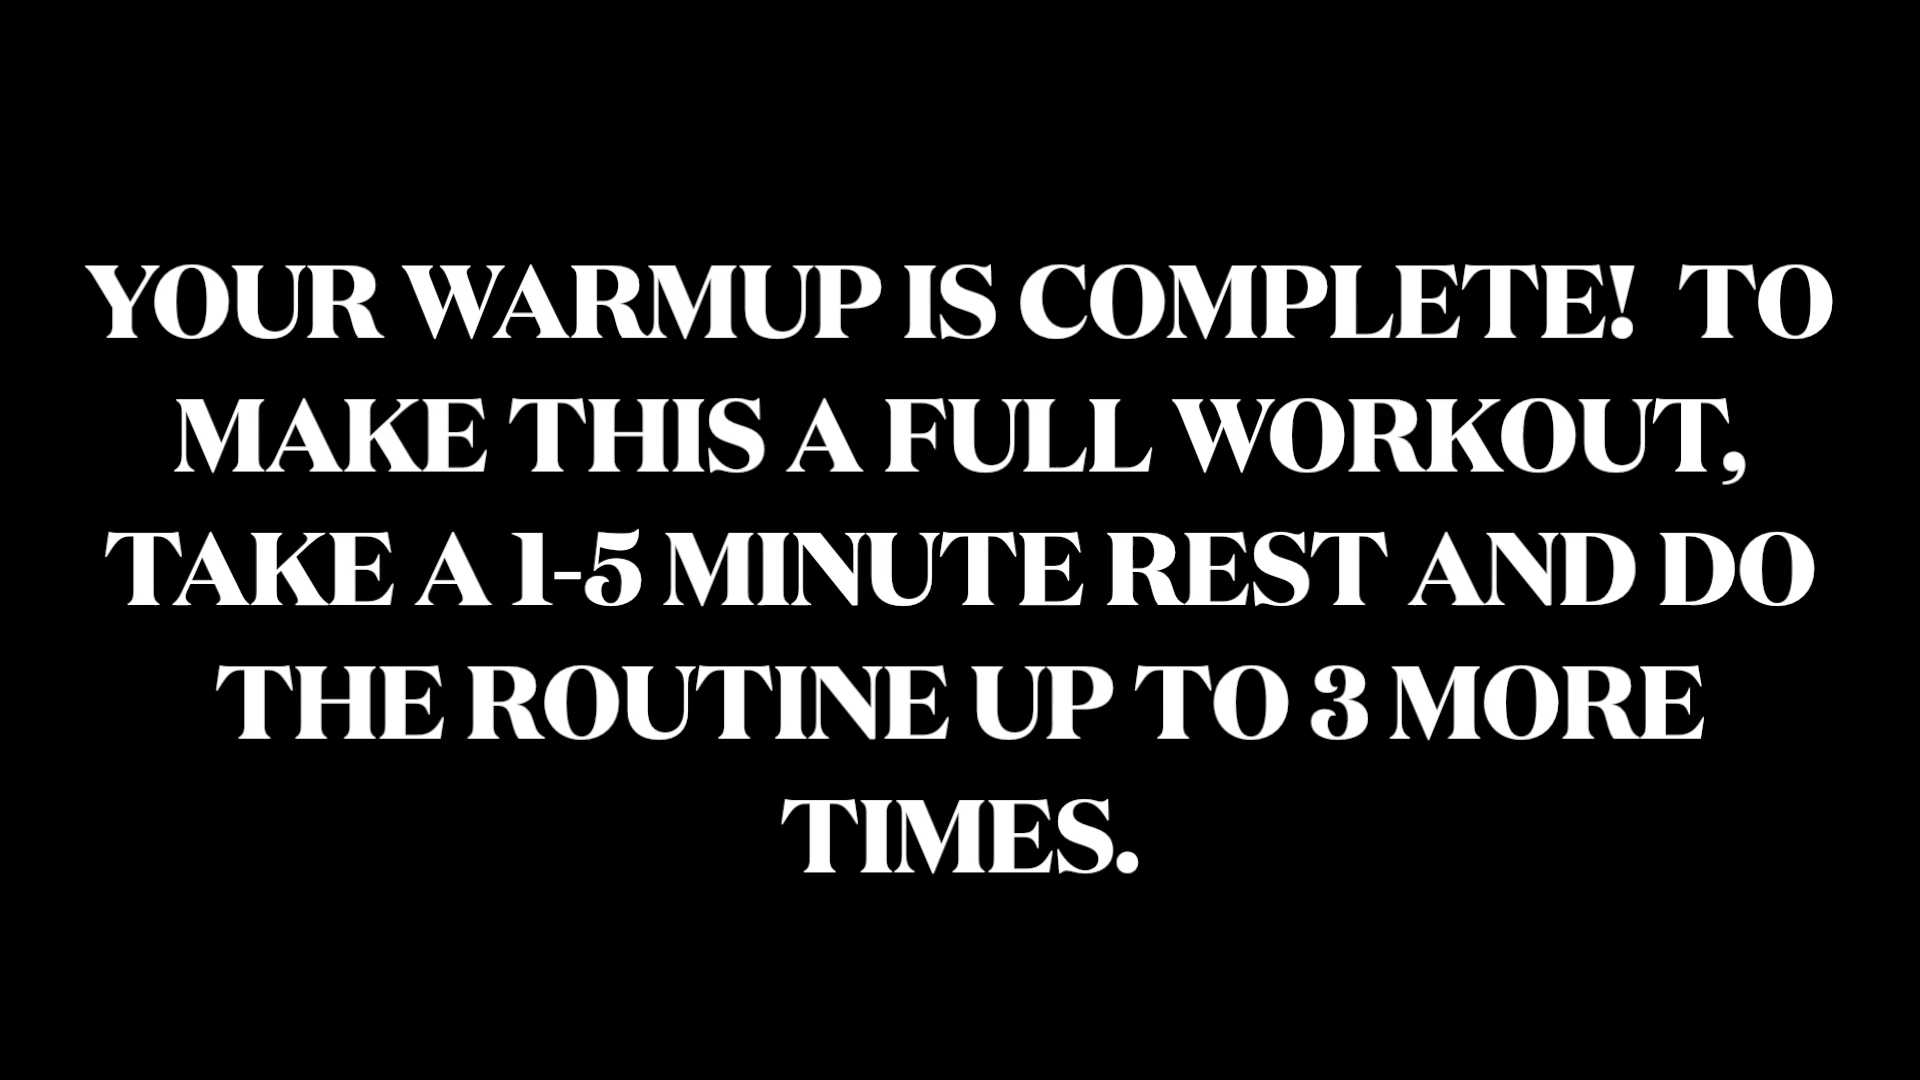 YOUR WARMUP IS COMPLETE!  TO
MAKE THIS A FULL WORKOUT,
TAKE A 1-5 MINUTE REST AND DO
THE ROUTINE UP TO 3 MORE
TIMES.